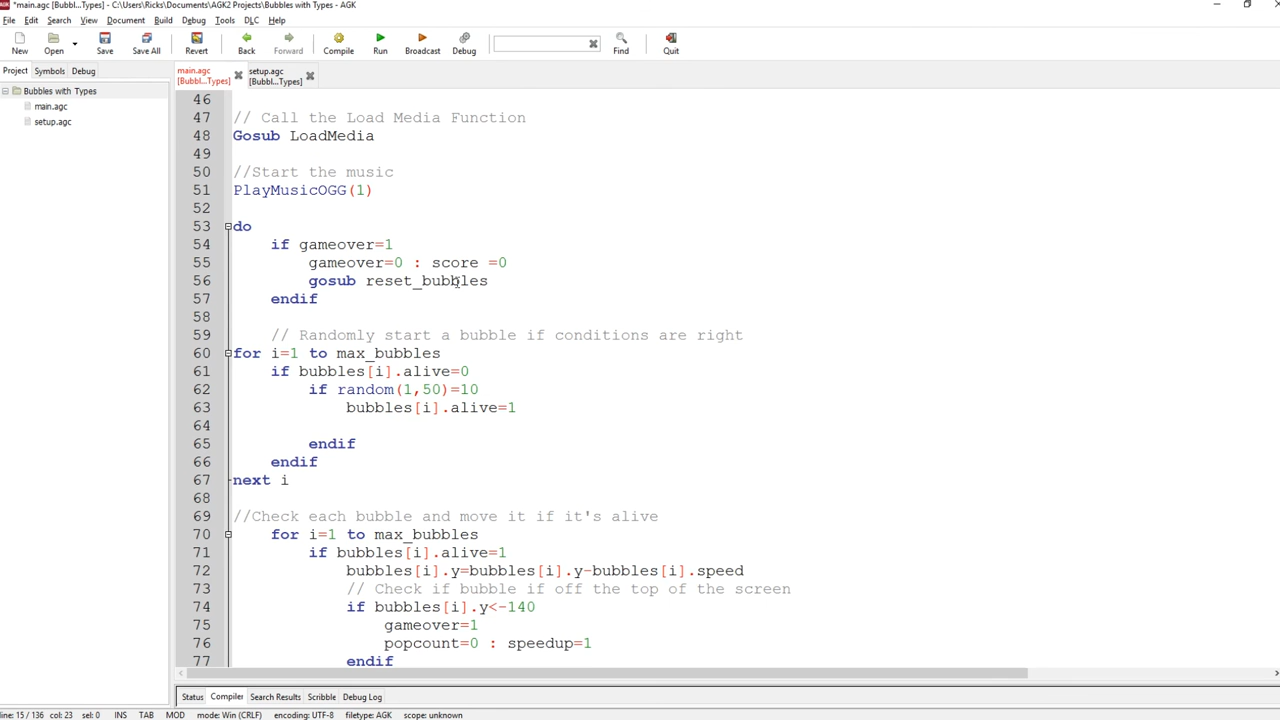 *main.agc [Bubbl...Types] - C:\Users\Ricks\Documents\AGK2 Projects\Bubbles with Types - AGK
File Edit Search View Document Build Debug Tools DLC Help
New Open Save Save All Revert Back Forward Compile Run Broadcast Debug Find Quit
Project Symbols Debug
main.agc [Bubbl...Types]
setup.agc [Bubbl...Types]
Bubbles with Types
main.agc
setup.agc
46
47 // Call the Load Media Function
48 Gosub LoadMedia
49
50 //Start the music
51 PlayMusicOGG(1)
52
53 do
54 if gameover=1
55 gameover=0 : score =0
56 gosub reset_bubbles
57 endif
58
59 // Randomly start a bubble if conditions are right
60 for i=1 to max_bubbles
61 if bubbles[i].alive=0
62 if random(1,50)=10
63 bubbles[i].alive=1
64
65 endif
66 endif
67 next i
68
69 //Check each bubble and move it if it's alive
70 for i=1 to max_bubbles
71 if bubbles[i].alive=1
72 bubbles[i].y=bubbles[i].y-bubbles[i].speed
73 // Check if bubble if off the top of the screen
74 if bubbles[i].y<-140
75 gameover=1
76 popcount=0 : speedup=1
77 endif
Status Compiler Search Results Scribble Debug Log
line: 15 / 136 col: 23 sel: 0 INS TAB MOD mode: Win (CRLF) encoding: UTF-8 filetype: AGK scope: unknown